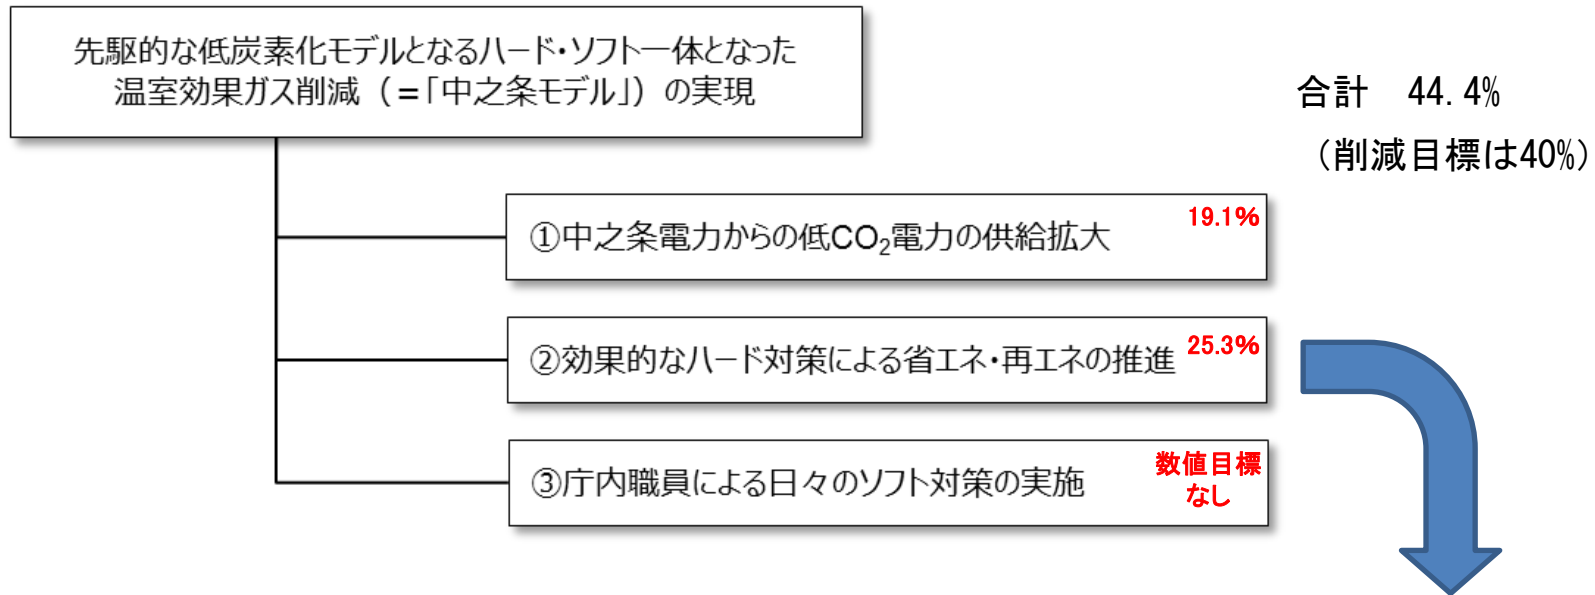 先駆的な低炭素化モデルとなるハード・ソフト一体となった
温室効果ガス削減（＝「中之条モデル」）の実現
合計　44.4%
（削減目標は40%）
①中之条電力からの低CO₂電力の供給拡大
19.1%
②効果的なハード対策による省エネ・再エネの推進
25.3%
③庁内職員による日々のソフト対策の実施
数値目標
なし